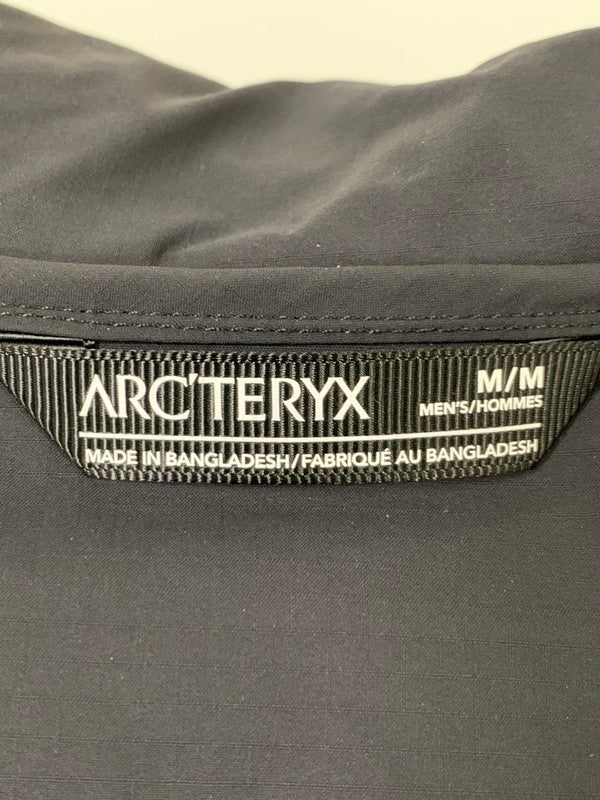 ARC'TERYX
M/M
MEN'S/HOMMES
MADE IN BANGLADESH/FABRIQUÉ AU BANGLADESH